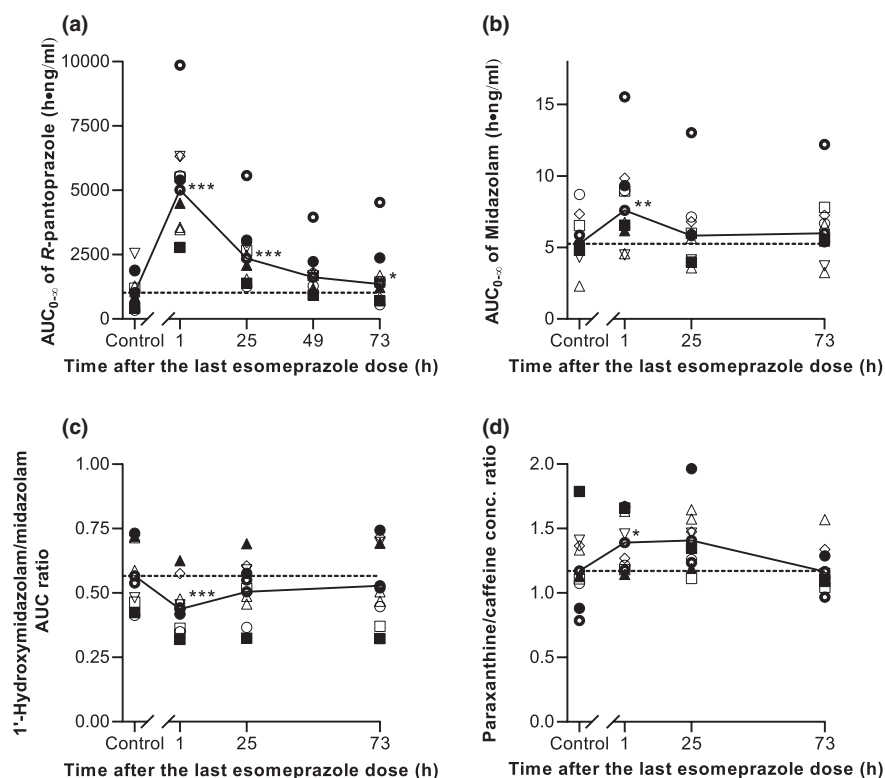 (a)
AUC0-∞ of R-pantoprazole (h•ng/ml)
10000
7500
5000
2500
0
***
***
*
Control 1 25 49 73
Time after the last esomeprazole dose (h)
(b)
AUC0-∞ of Midazolam (h•ng/ml)
15
10
5
0
**
Control 1 25 73
Time after the last esomeprazole dose (h)
(c)
1'-Hydroxymidazolam/midazolam
AUC ratio
1.00
0.75
0.50
0.25
0.00
***
Control 1 25 73
Time after the last esomeprazole dose (h)
(d)
Paraxanthine/caffeine conc. ratio
2.0
1.5
1.0
0.5
0.0
*
Control 1 25 73
Time after the last esomeprazole dose (h)